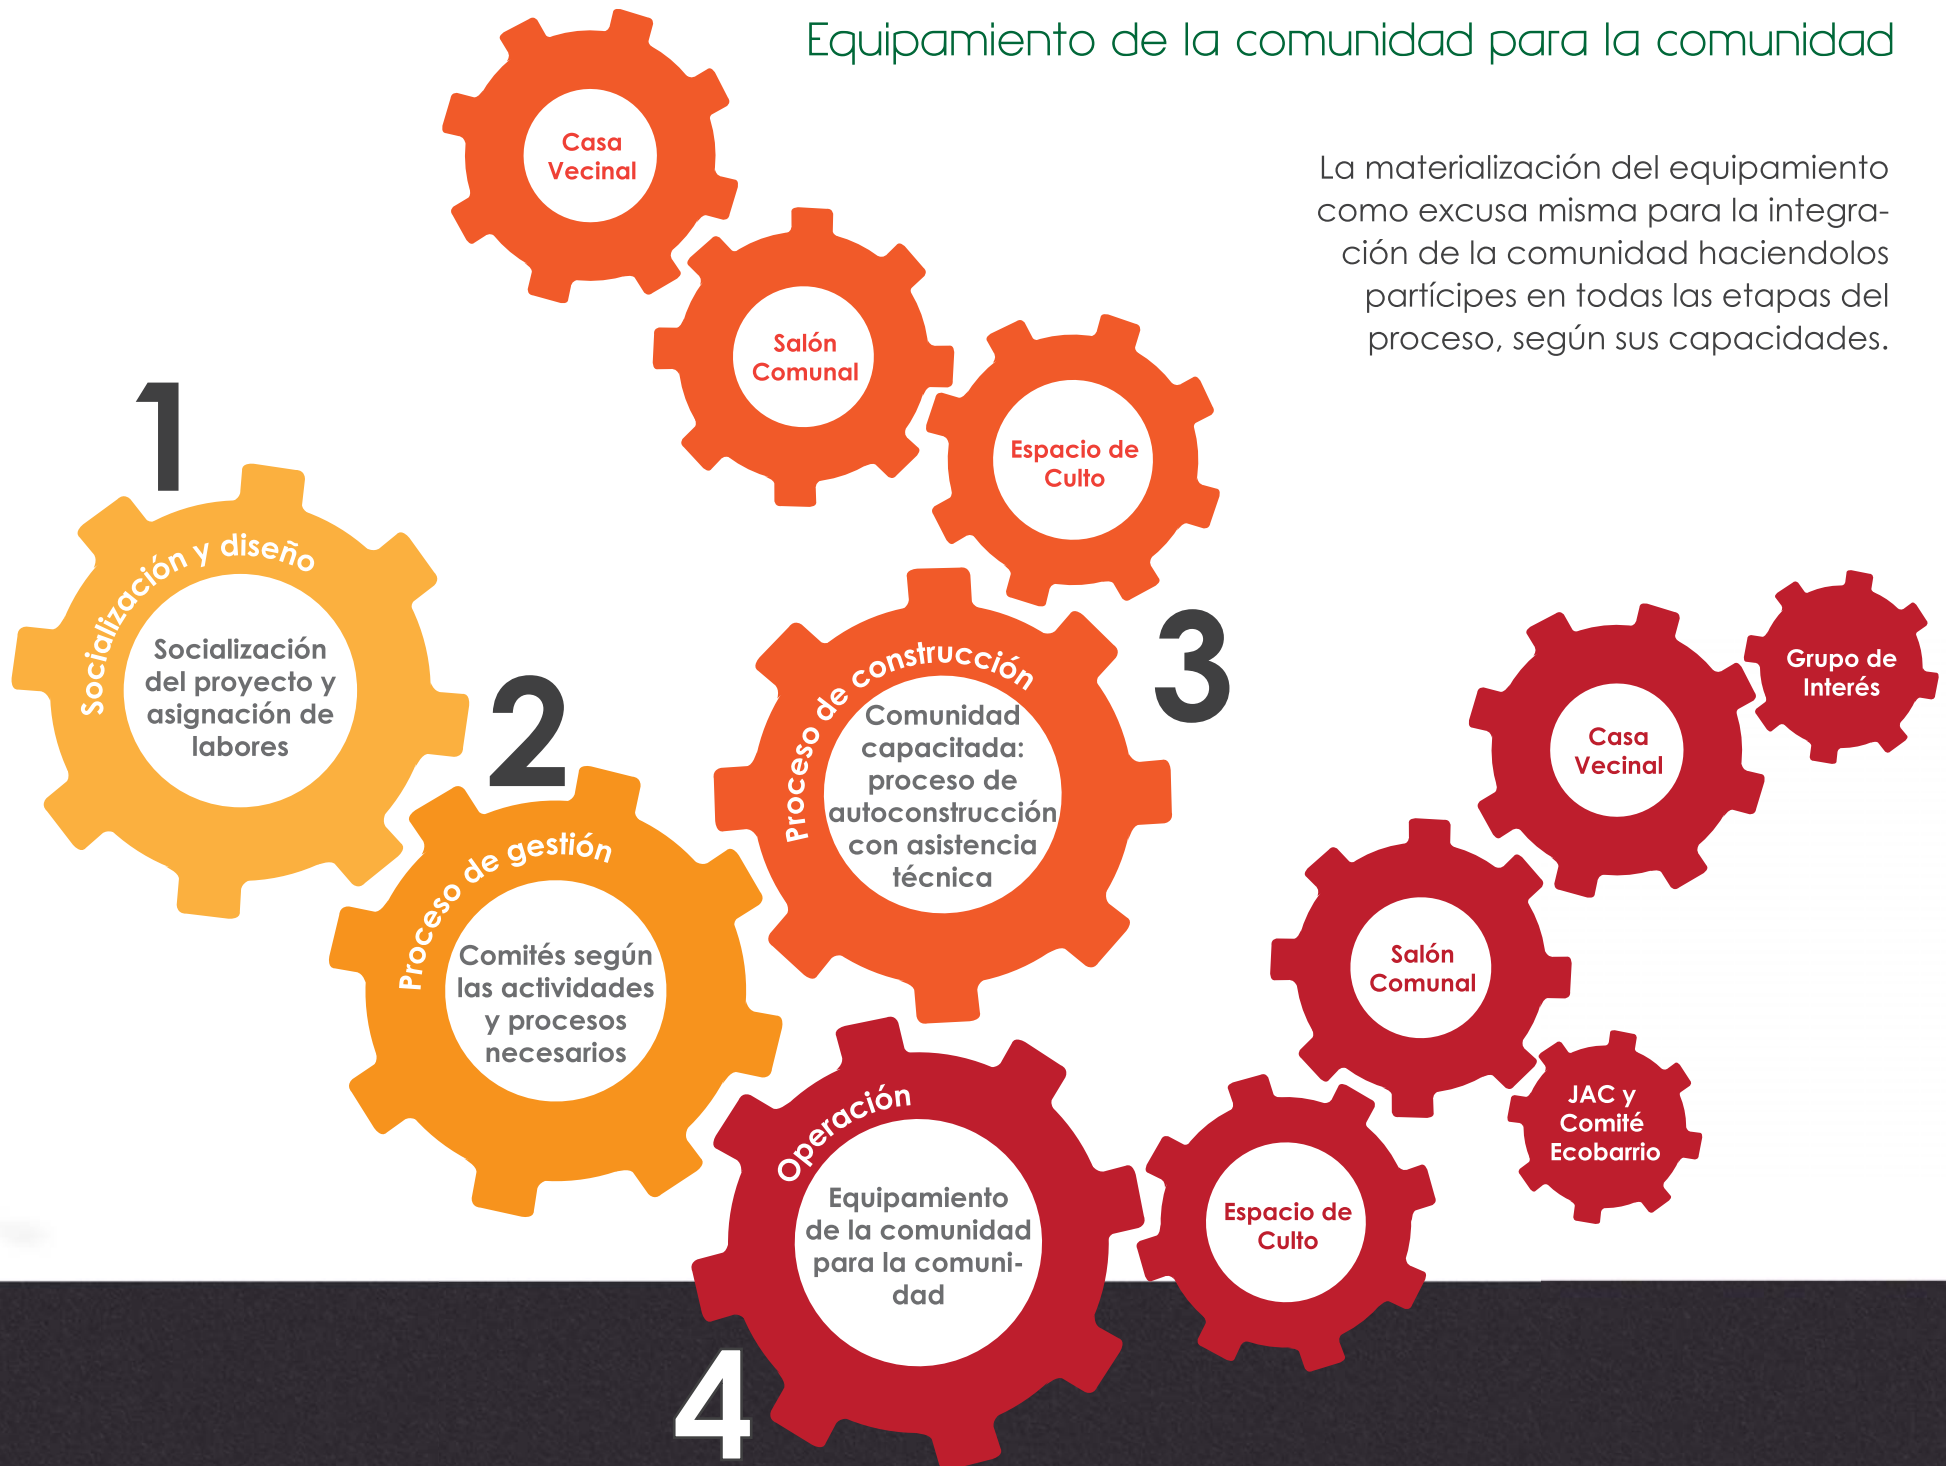 Equipamiento de la comunidad para la comunidad
La materialización del equipamiento
como excusa misma para la integra-
ción de la comunidad haciendolos
partícipes en todas las etapas del
proceso, según sus capacidades.
Casa
Vecinal
Salón
Comunal
Espacio de
Culto
1
Socialización y diseño
Socialización
del proyecto y
asignación de
labores
2
Proceso de gestión
Comités según
las actividades
y procesos
necesarios
3
Proceso de construcción
Comunidad
capacitada:
proceso de
autoconstrucción
con asistencia
técnica
4
Operación
Equipamiento
de la comunidad
para la comuni-
dad
Grupo de
Interés
Casa
Vecinal
Salón
Comunal
JAC y
Comité
Ecobarrio
Espacio de
Culto